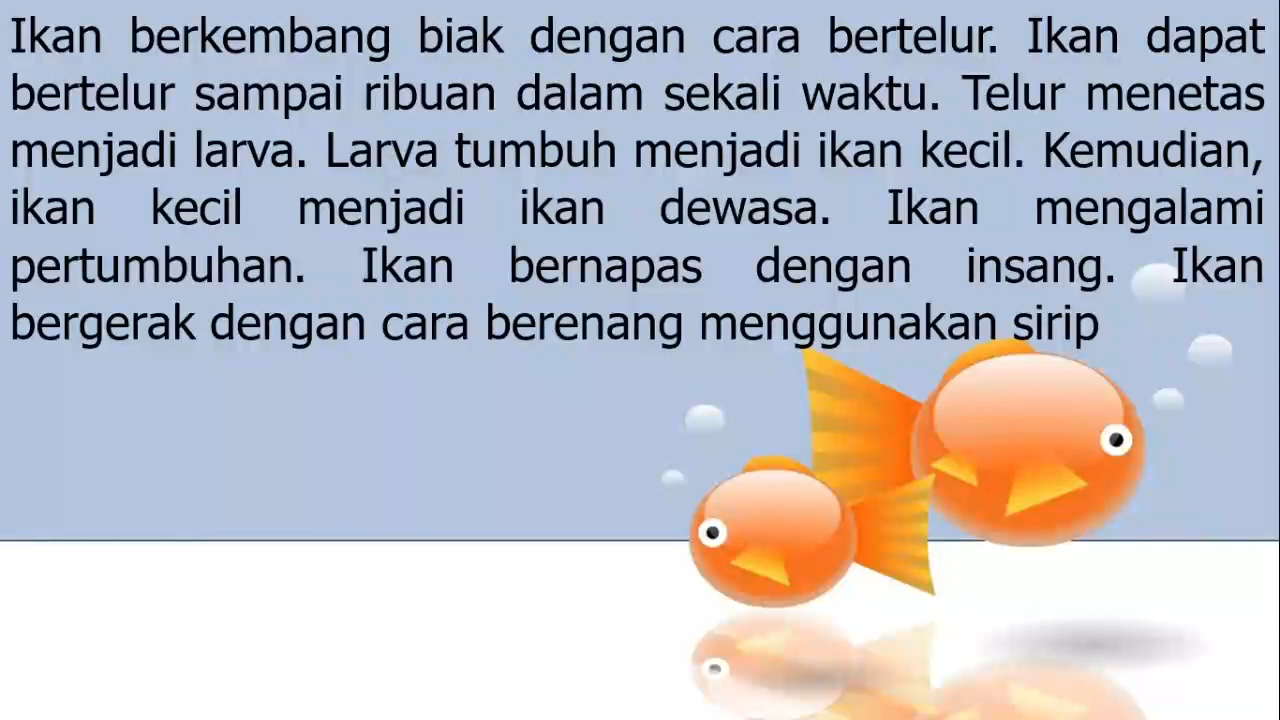 Ikan berkembang biak dengan cara bertelur. Ikan dapat
bertelur sampai ribuan dalam sekali waktu. Telur menetas
menjadi larva. Larva tumbuh menjadi ikan kecil. Kemudian,
ikan kecil menjadi ikan dewasa. Ikan mengalami
pertumbuhan. Ikan bernapas dengan insang. Ikan
bergerak dengan cara berenang menggunakan sirip